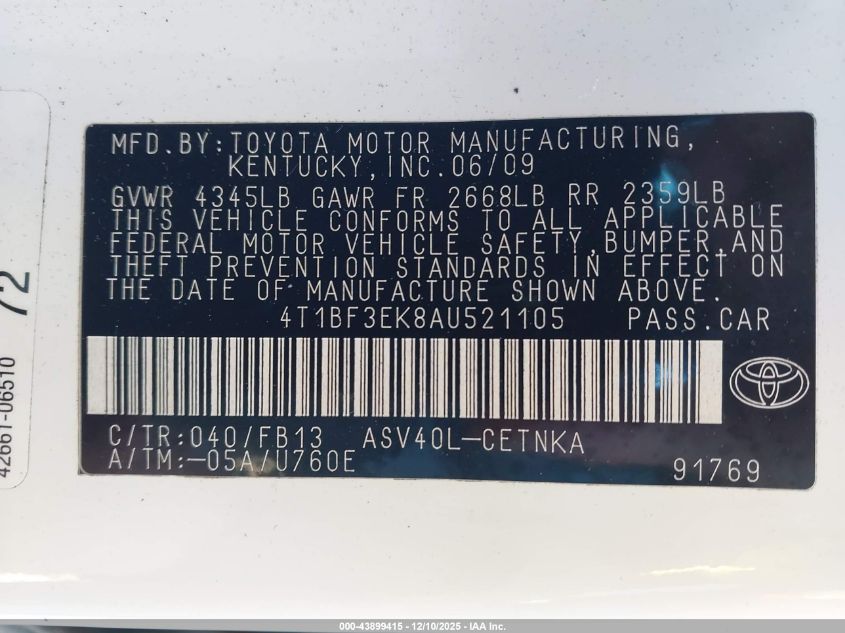 MFD.BY:TOYOTA MOTOR MANUFACTURING,
KENTUCKY,INC.06/09
GVWR 4345LB GAWR FR 2668LB RR 2359LB
THIS VEHICLE CONFORMS TO ALL APPLICABLE
FEDERAL MOTOR VEHICLE SAFETY,BUMPER,AND
THEFT PREVENTION STANDARDS IN EFFECT ON
THE DATE OF MANUFACTURE SHOWN ABOVE.
4T1BF3EK8AU521105 PASS.CAR
C/TR:040/FB13 ASV40L-CETNKA
A/TM:-05A/U760E 91769
42661-06510
72
000-43899415 - 12/10/2025 - IAA Inc.